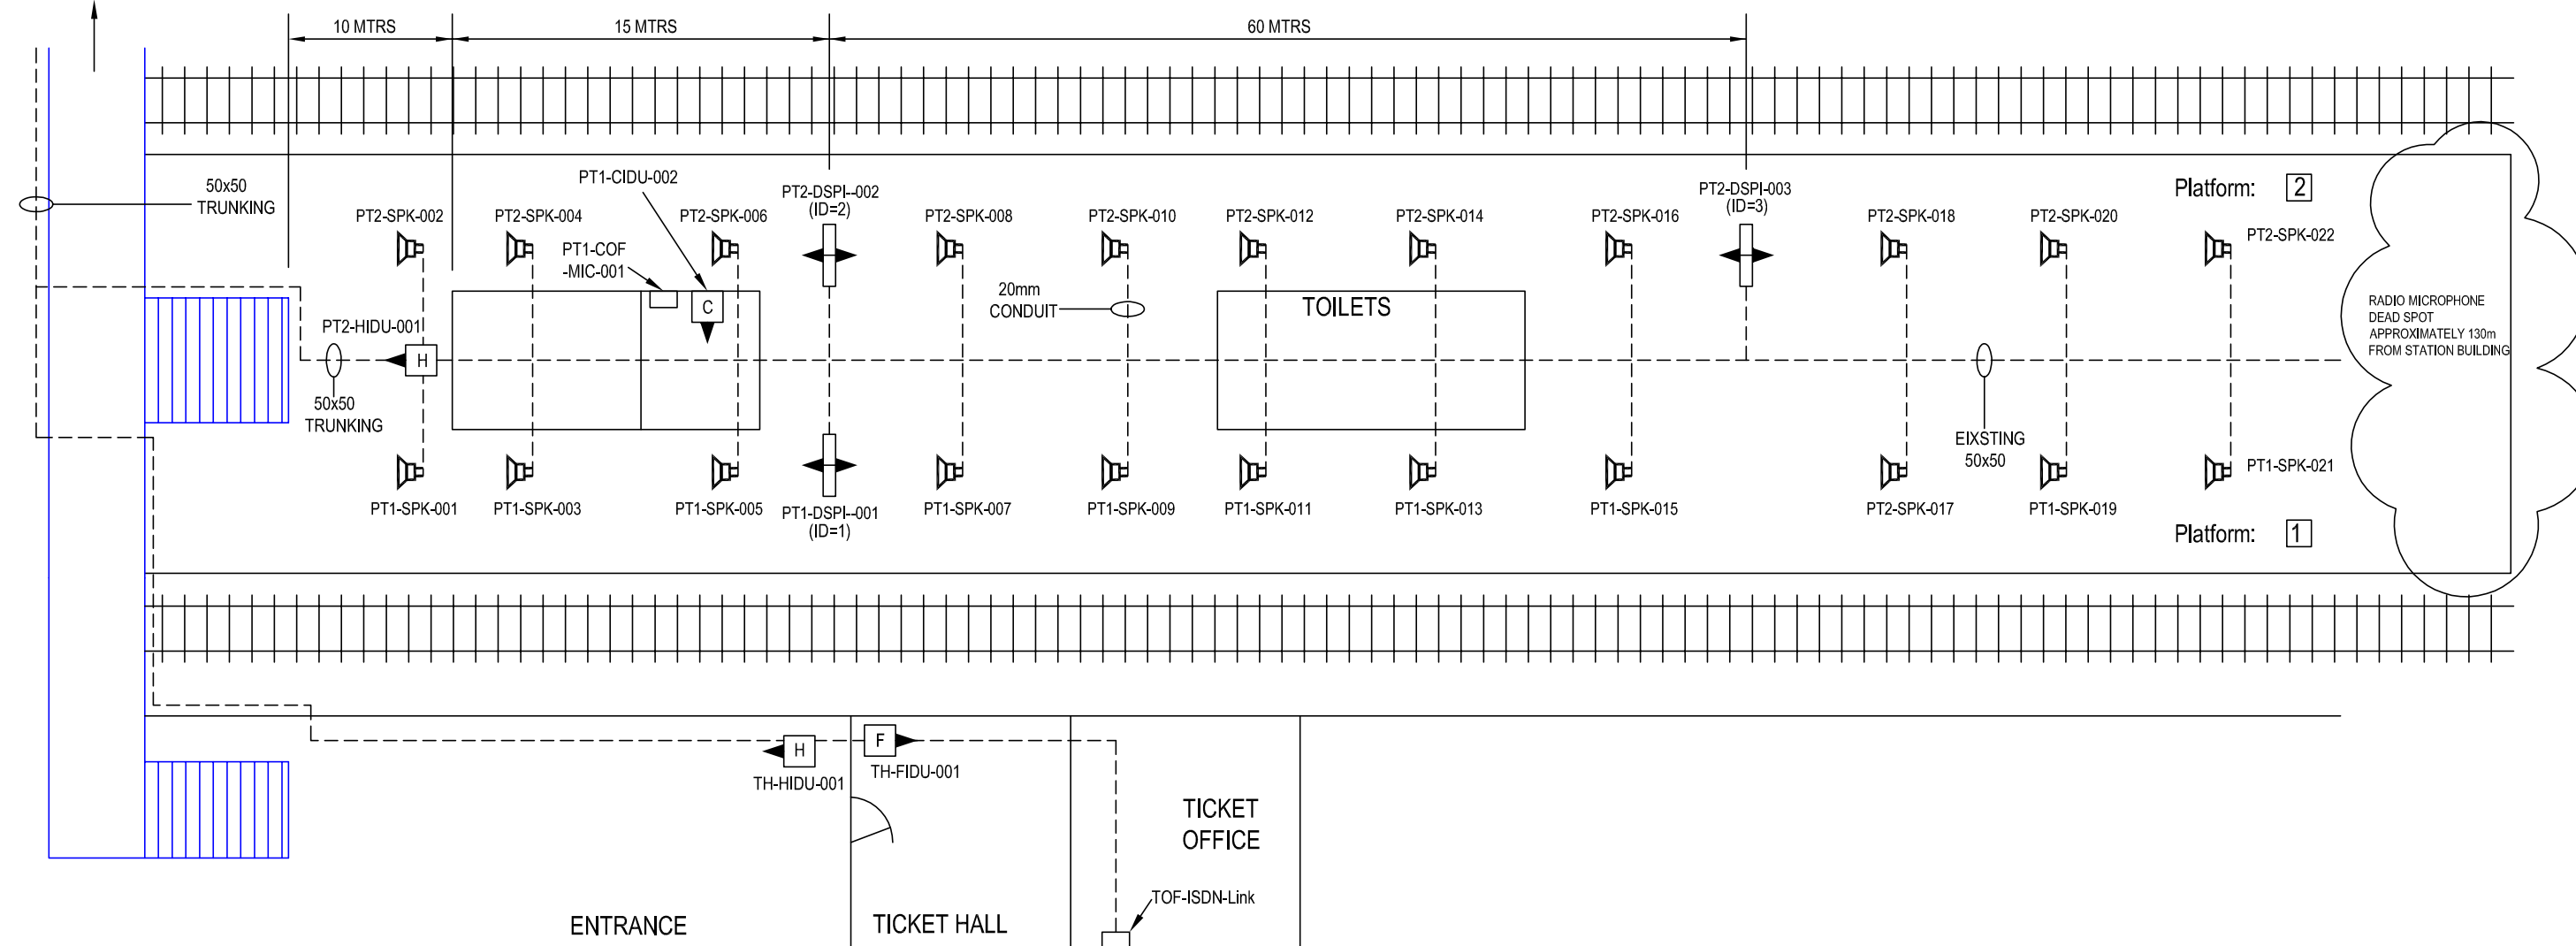 10 MTRS
15 MTRS
60 MTRS
50x50
TRUNKING
PT1-CIDU-002
PT2-DSPI--002
(ID=2)
PT2-DSPI-003
(ID=3)
Platform: 2
PT2-SPK-002
PT2-SPK-004
PT2-SPK-006
PT2-SPK-008
PT2-SPK-010
PT2-SPK-012
PT2-SPK-014
PT2-SPK-016
PT2-SPK-018
PT2-SPK-020
PT2-SPK-022
PT1-COF
-MIC-001
C
20mm
CONDUIT
TOILETS
RADIO MICROPHONE
DEAD SPOT
APPROXIMATELY 130m
FROM STATION BUILDING
PT2-HIDU-001
H
50x50
TRUNKING
EIXSTING
50x50
PT1-SPK-001
PT1-SPK-003
PT1-SPK-005
PT1-DSPI--001
(ID=1)
PT1-SPK-007
PT1-SPK-009
PT1-SPK-011
PT1-SPK-013
PT1-SPK-015
PT2-SPK-017
PT1-SPK-019
PT1-SPK-021
Platform: 1
H
TH-HIDU-001
F
TH-FIDU-001
TICKET
OFFICE
TOF-ISDN-Link
ENTRANCE
TICKET HALL